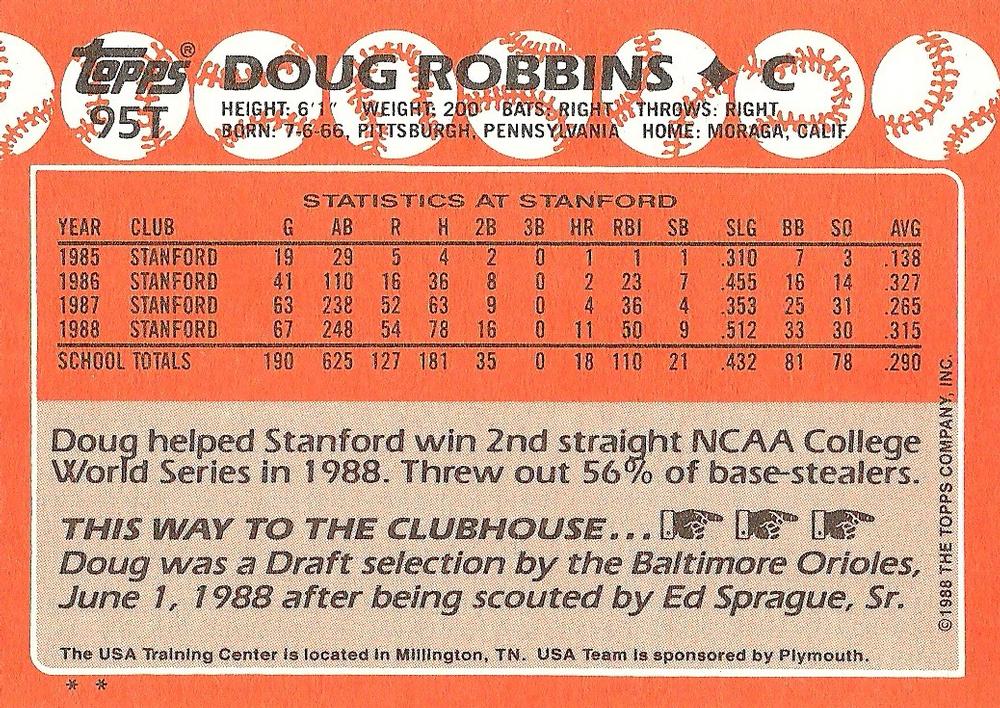 topps® DOUG ROBBINS ✦ C
95T
HEIGHT: 6'1" WEIGHT: 200 BATS: RIGHT THROWS: RIGHT
BORN: 7-6-66, PITTSBURGH, PENNSYLVANIA HOME: MORAGA, CALIF.
STATISTICS AT STANFORD
YEAR CLUB G AB R H 2B 3B HR RBI SB SLG BB SO AVG
1985 STANFORD 19 29 5 4 2 0 1 1 1 .310 7 3 .138
1986 STANFORD 41 110 16 36 8 0 2 23 7 .455 16 14 .327
1987 STANFORD 63 238 52 63 9 0 4 36 4 .353 25 31 .265
1988 STANFORD 67 248 54 78 16 0 11 50 9 .512 33 30 .315
SCHOOL TOTALS 190 625 127 181 35 0 18 110 21 .432 81 78 .290
Doug helped Stanford win 2nd straight NCAA College
World Series in 1988. Threw out 56% of base-stealers.
THIS WAY TO THE CLUBHOUSE...
Doug was a Draft selection by the Baltimore Orioles,
June 1, 1988 after being scouted by Ed Sprague, Sr.
The USA Training Center is located in Millington, TN. USA Team is sponsored by Plymouth.
* *
©1988 THE TOPPS COMPANY, INC.